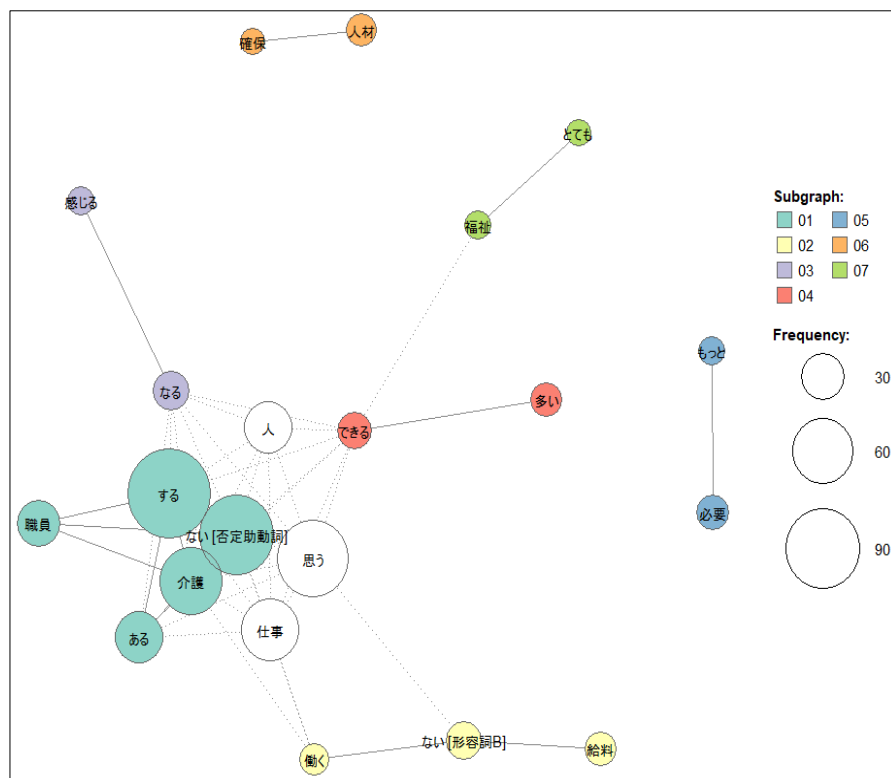 確保
人材
とても
感じる
福祉
Subgraph:
01
05
02
06
03
07
04
Frequency:
30
60
90
もっと
なる
人
できる
多い
する
職員
ない [否定助動詞]
必要
思う
介護
ある
仕事
働く
ない [形容詞B]
給料